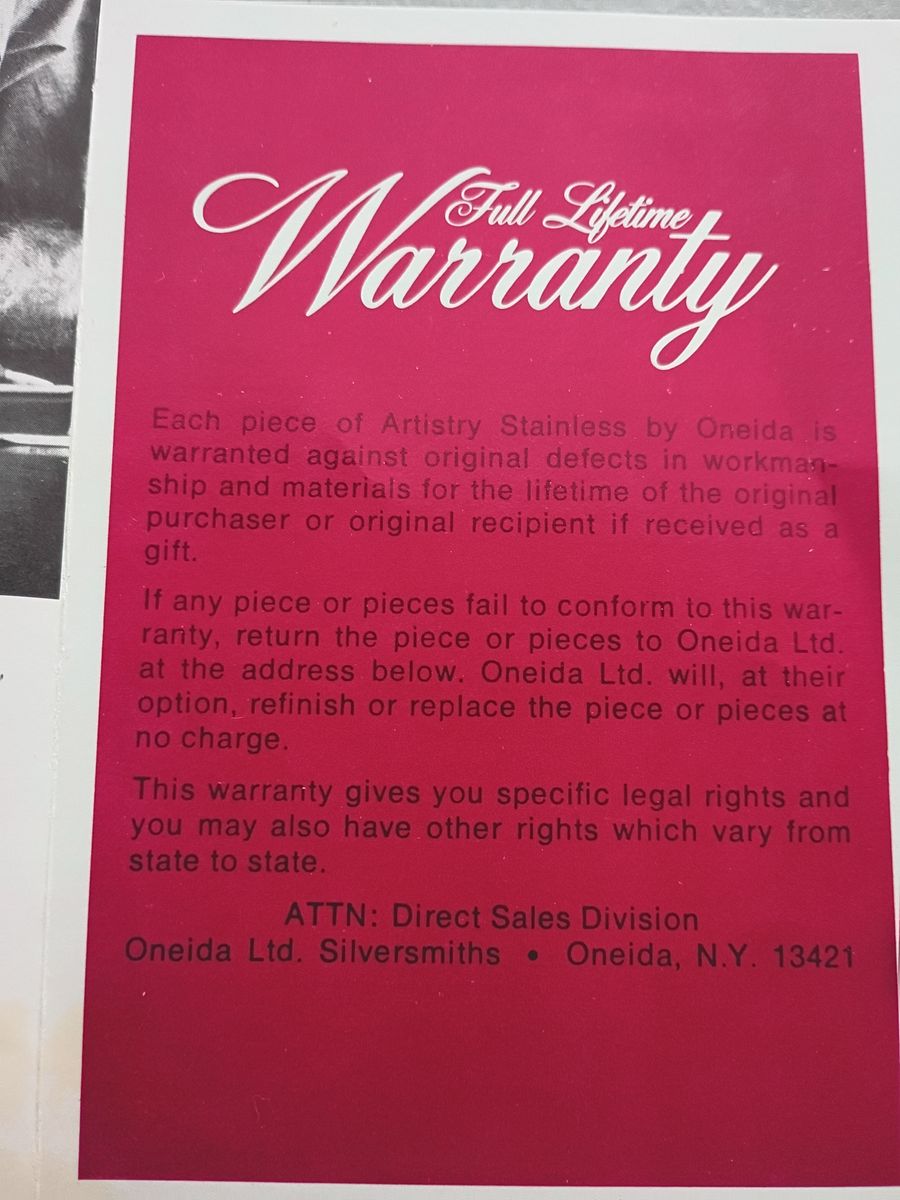 Full Lifetime
Warranty
Each piece of Artistry Stainless by Oneida is
warranted against original defects in workman-
ship and materials for the lifetime of the original
purchaser or original recipient if received as a
gift.
If any piece or pieces fail to conform to this war-
ranty, return the piece or pieces to Oneida Ltd.
at the address below. Oneida Ltd. will, at their
option, refinish or replace the piece or pieces at
no charge.
This warranty gives you specific legal rights and
you may also have other rights which vary from
state to state.
ATTN: Direct Sales Division
Oneida Ltd. Silversmiths • Oneida, N.Y. 13421